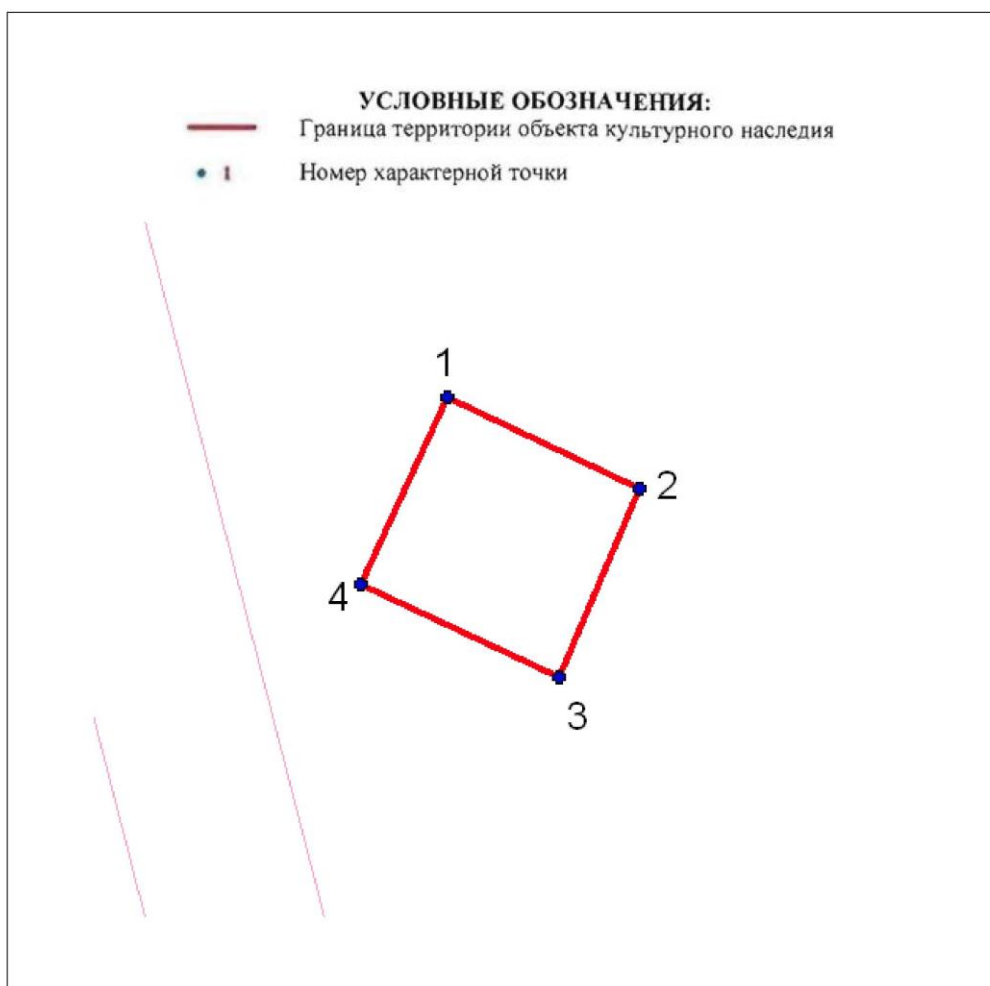 УСЛОВНЫЕ ОБОЗНАЧЕНИЯ:
Граница территории объекта культурного наследия
1 Номер характерной точки
1
2
4
3